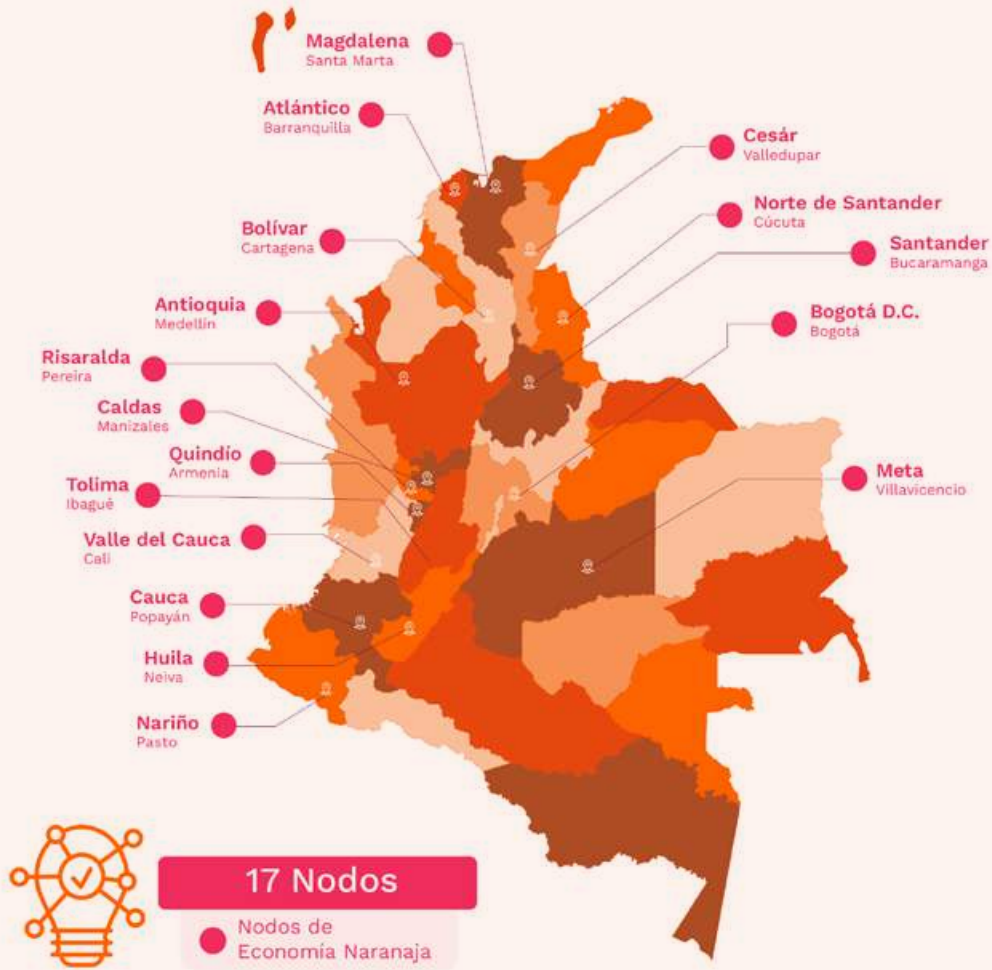 Magdalena
Santa Marta
Atlántico
Barranquilla
Cesár
Valledupar
Norte de Santander
Cúcuta
Bolívar
Cartagena
Santander
Bucaramanga
Antioquia
Medellín
Bogotá D.C.
Bogotá
Risaralda
Pereira
Caldas
Manizales
Quindío
Armenia
Tolima
Ibagué
Meta
Villavicencio
Valle del Cauca
Cali
Cauca
Popayán
Huila
Neiva
Nariño
Pasto
17 Nodos
Nodos de
Economía Naranaja